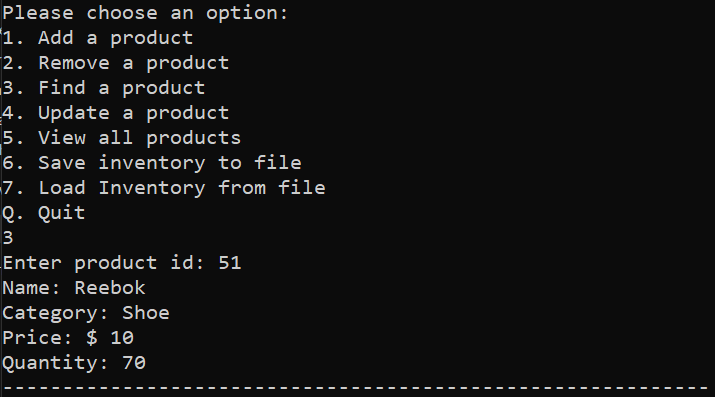 Please choose an option:
1. Add a product
2. Remove a product
3. Find a product
4. Update a product
5. View all products
6. Save inventory to file
7. Load Inventory from file
Q. Quit
3
Enter product id: 51
Name: Reebok
Category: Shoe
Price: $ 10
Quantity: 70
-----------------------------------------------------------